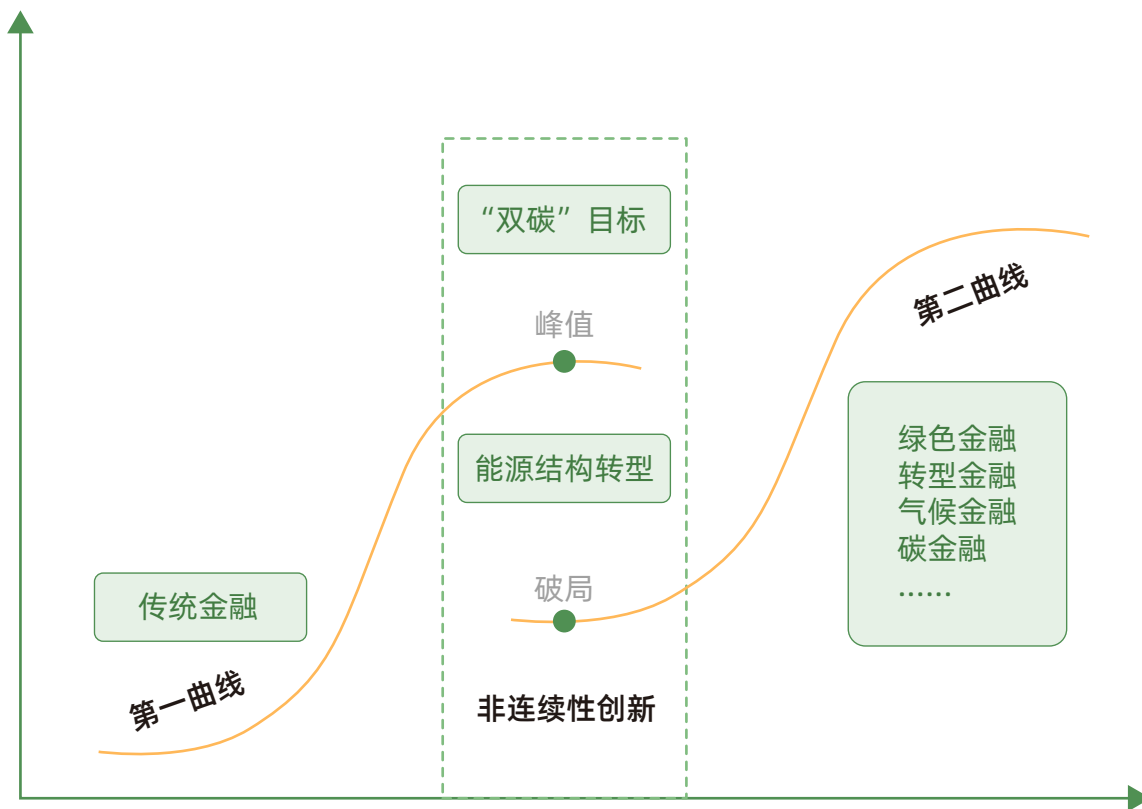 “双碳”目标
峰值
第二曲线
能源结构转型
绿色金融
转型金融
气候金融
碳金融
……
破局
传统金融
第一曲线
非连续性创新